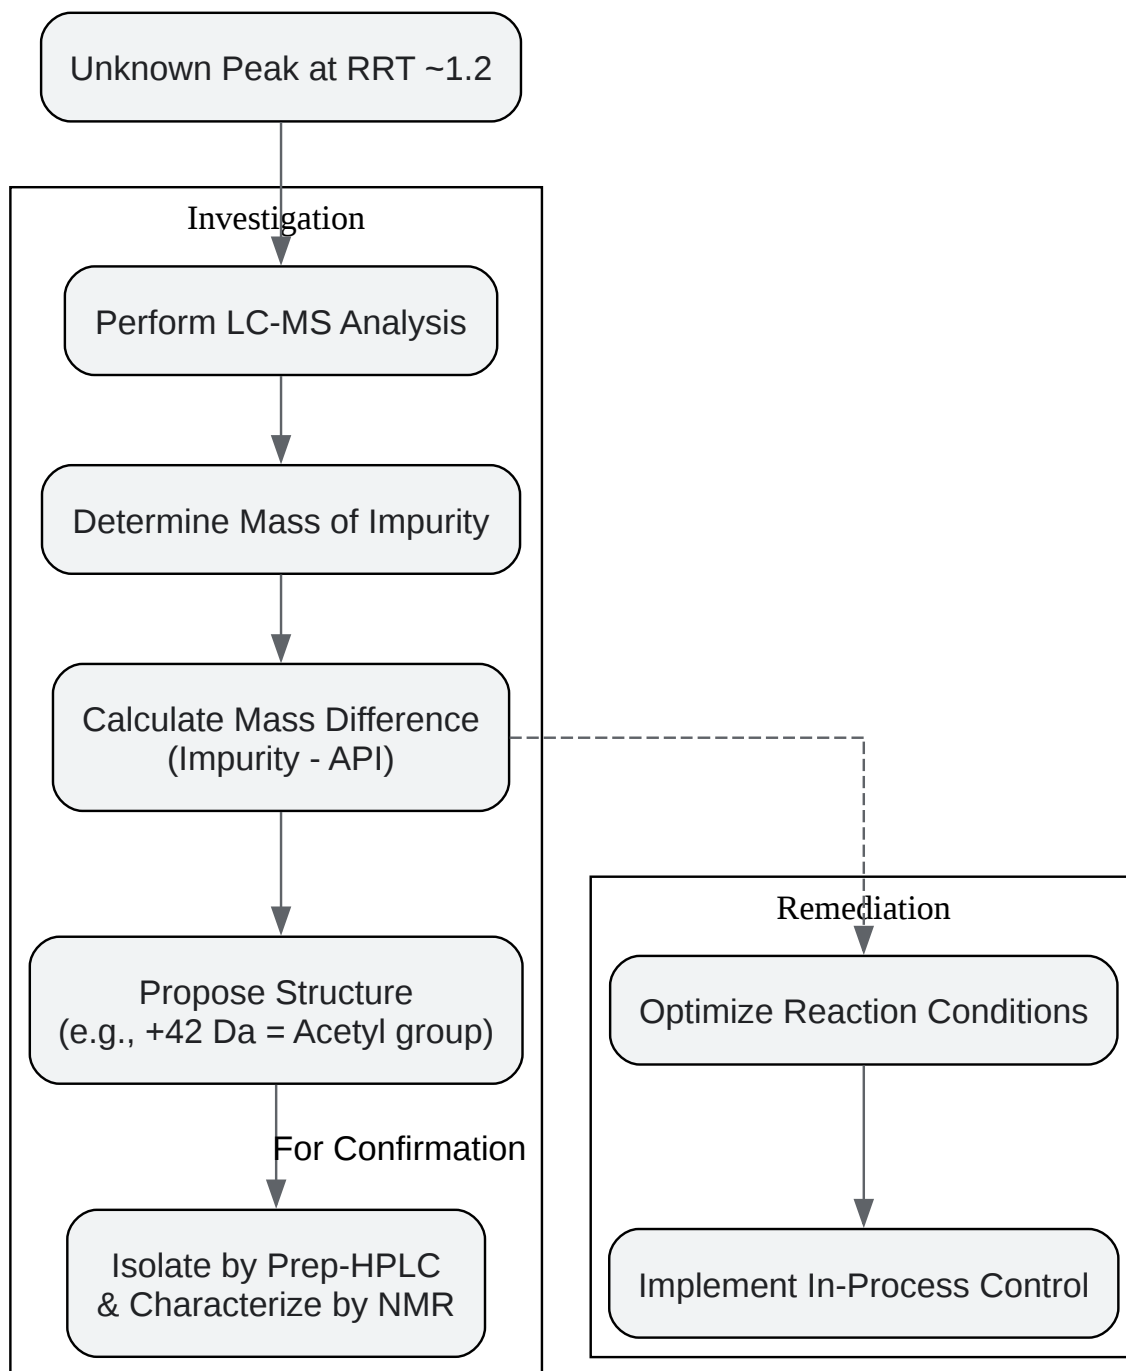 Unknown Peak at RRT ~1.2
Investigation
Perform LC-MS Analysis
Determine Mass of Impurity
Calculate Mass Difference
(Impurity - API)
Propose Structure
(e.g., +42 Da = Acetyl group)
For Confirmation
Isolate by Prep-HPLC
& Characterize by NMR
Remediation
Optimize Reaction Conditions
Implement In-Process Control